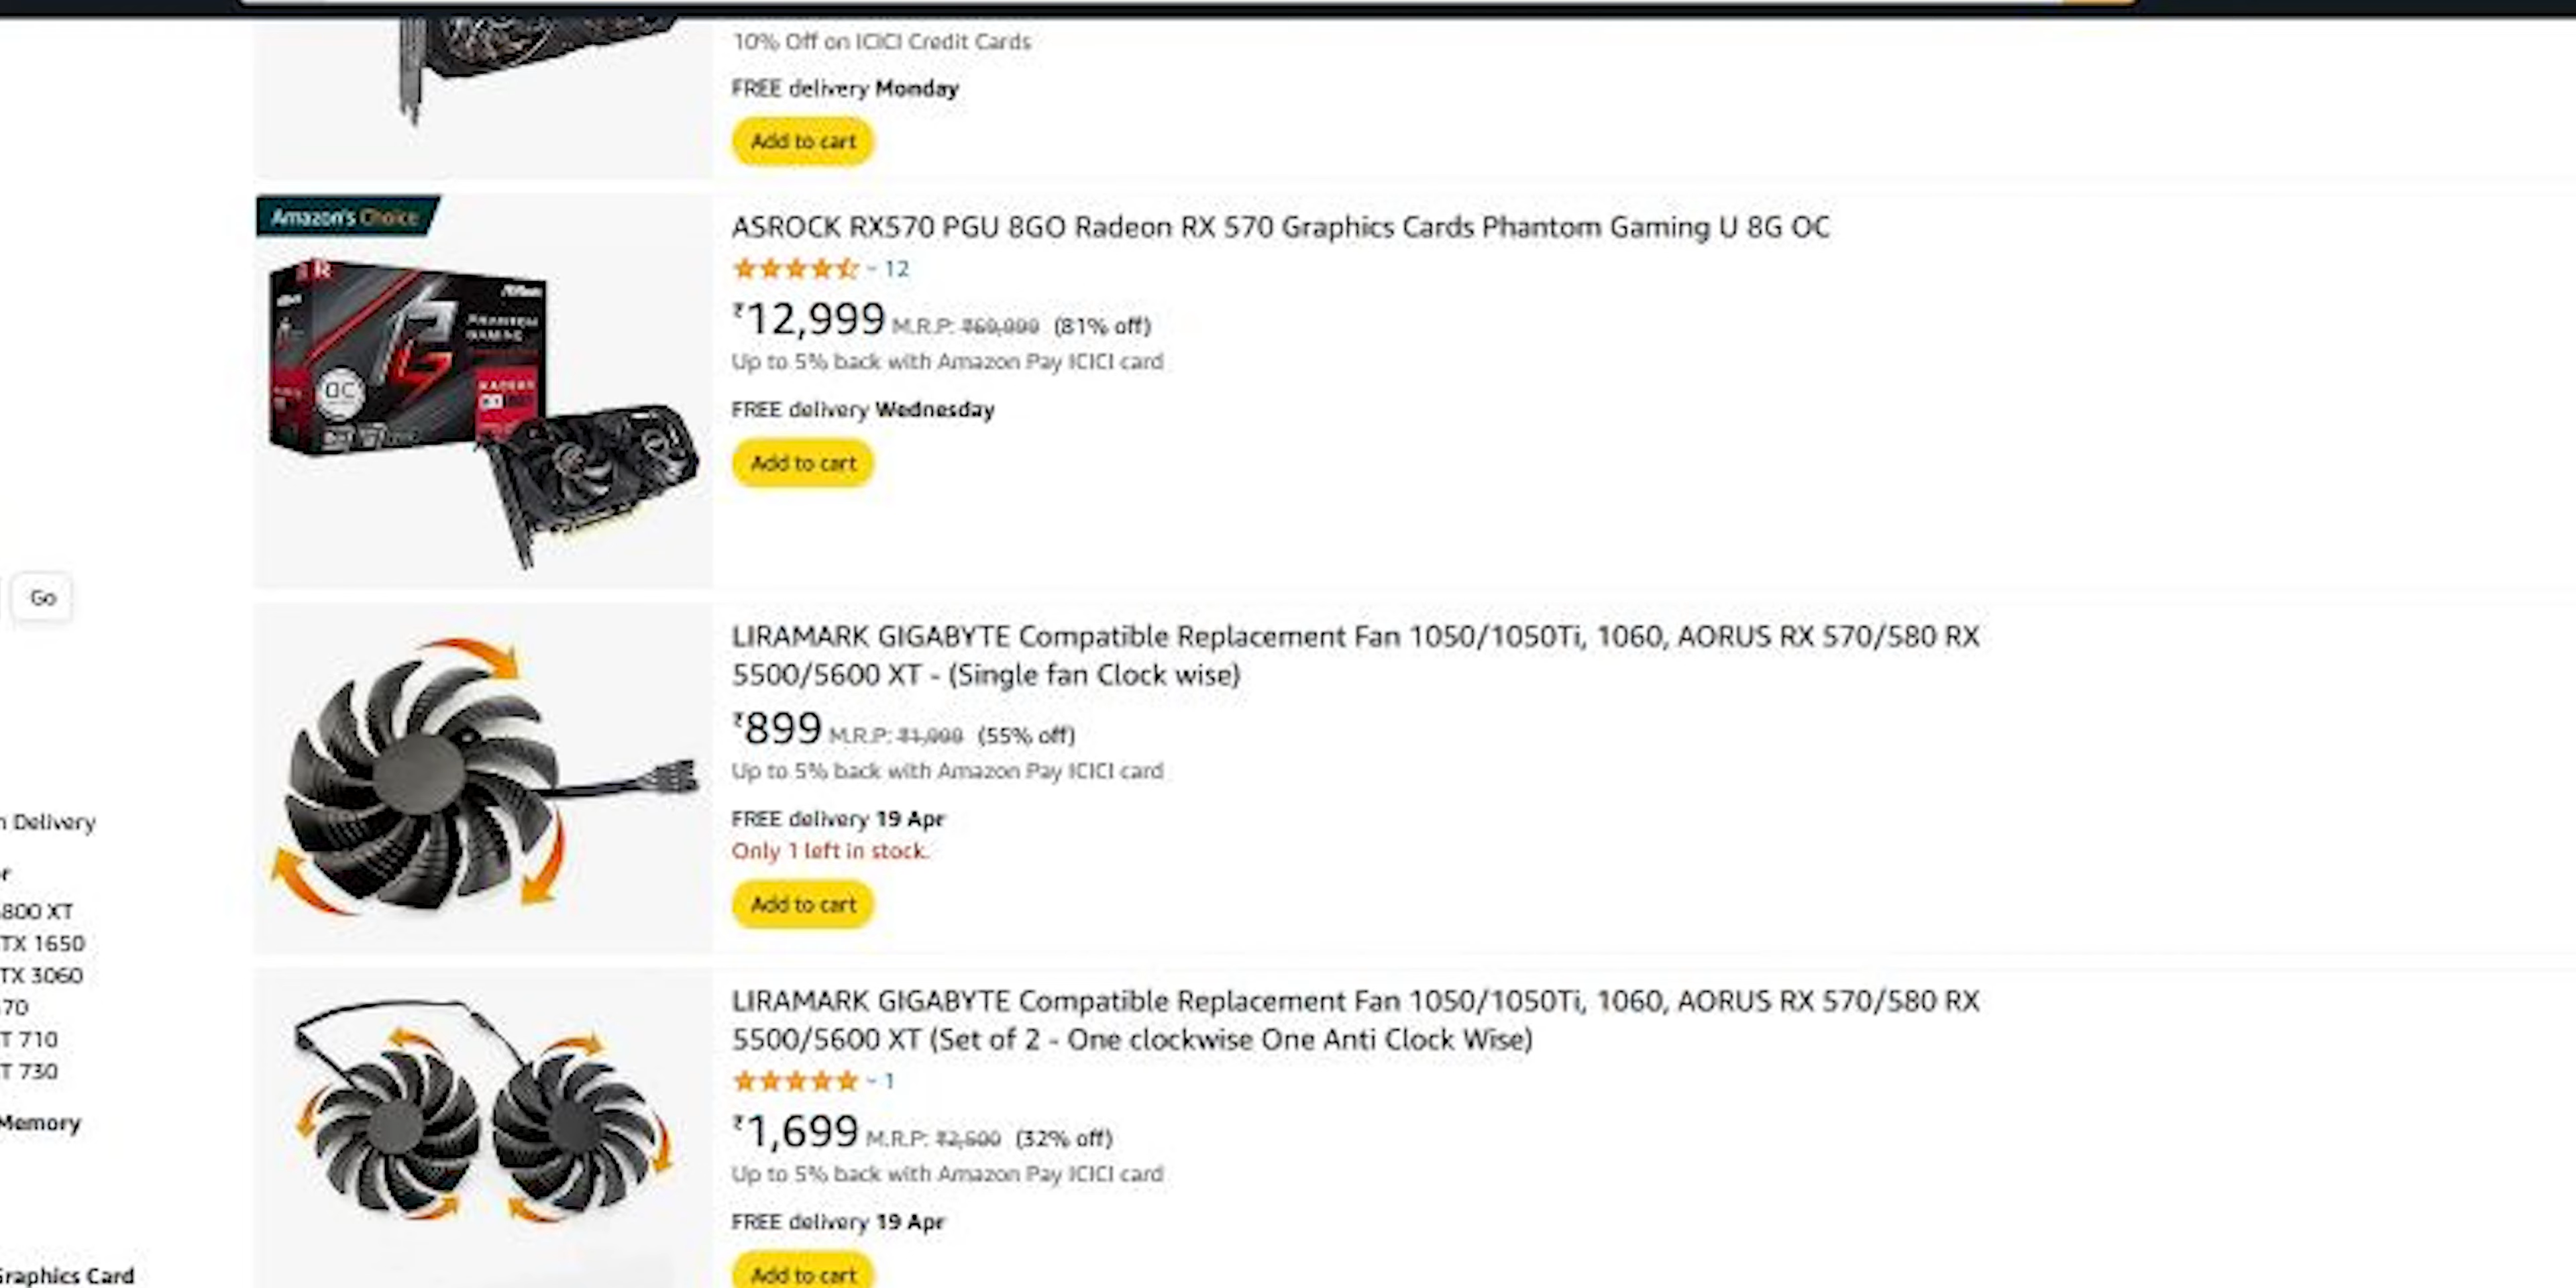 10% Off on ICICI Credit Cards
FREE delivery Monday
Add to cart
Amazon's Choice
ASROCK RX570 PGU 8GO Radeon RX 570 Graphics Cards Phantom Gaming U 8G OC
12
₹12,999 M.R.P: ₹69,999 (81% off)
Up to 5% back with Amazon Pay ICICI card
FREE delivery Wednesday
Add to cart
PHANTOM
GAMING
OC
RADEON
Go
LIRAMARK GIGABYTE Compatible Replacement Fan 1050/1050Ti, 1060, AORUS RX 570/580 RX
5500/5600 XT - (Single fan Clock wise)
₹899 M.R.P: ₹1,999 (55% off)
Up to 5% back with Amazon Pay ICICI card
FREE delivery 19 Apr
Only 1 left in stock.
Add to cart
n Delivery
r
800 XT
TX 1650
TX 3060
70
T 710
T 730
Memory
Graphics Card
LIRAMARK GIGABYTE Compatible Replacement Fan 1050/1050Ti, 1060, AORUS RX 570/580 RX
5500/5600 XT (Set of 2 - One clockwise One Anti Clock Wise)
1
₹1,699 M.R.P: ₹2,500 (32% off)
Up to 5% back with Amazon Pay ICICI card
FREE delivery 19 Apr
Add to cart